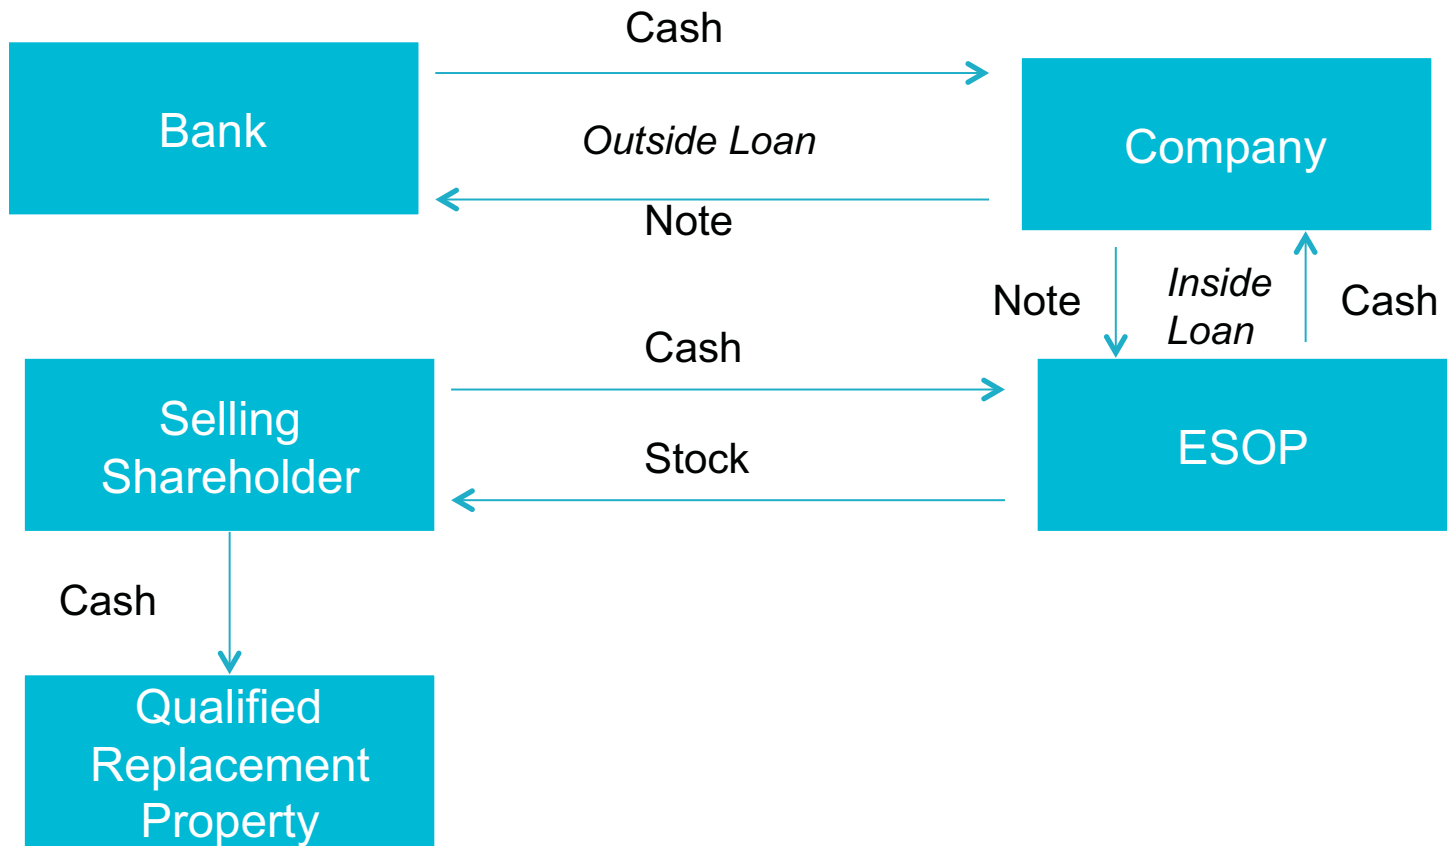 Cash
Bank
Outside Loan
Company
Note
Note
Inside
Loan
Cash
Cash
Selling
Shareholder
Stock
ESOP
Cash
Qualified
Replacement
Property